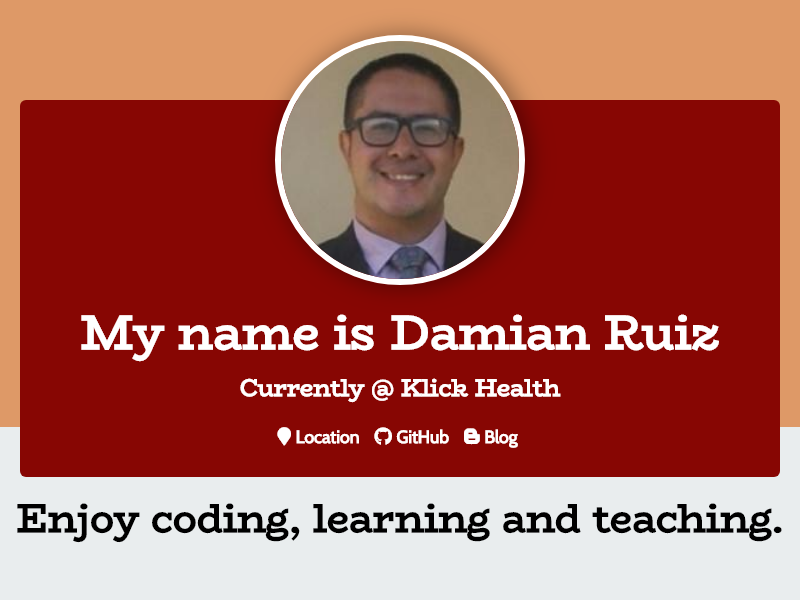 My name is Damian Ruiz
Currently @ Klick Health
Location GitHub Blog
Enjoy coding, learning and teaching.